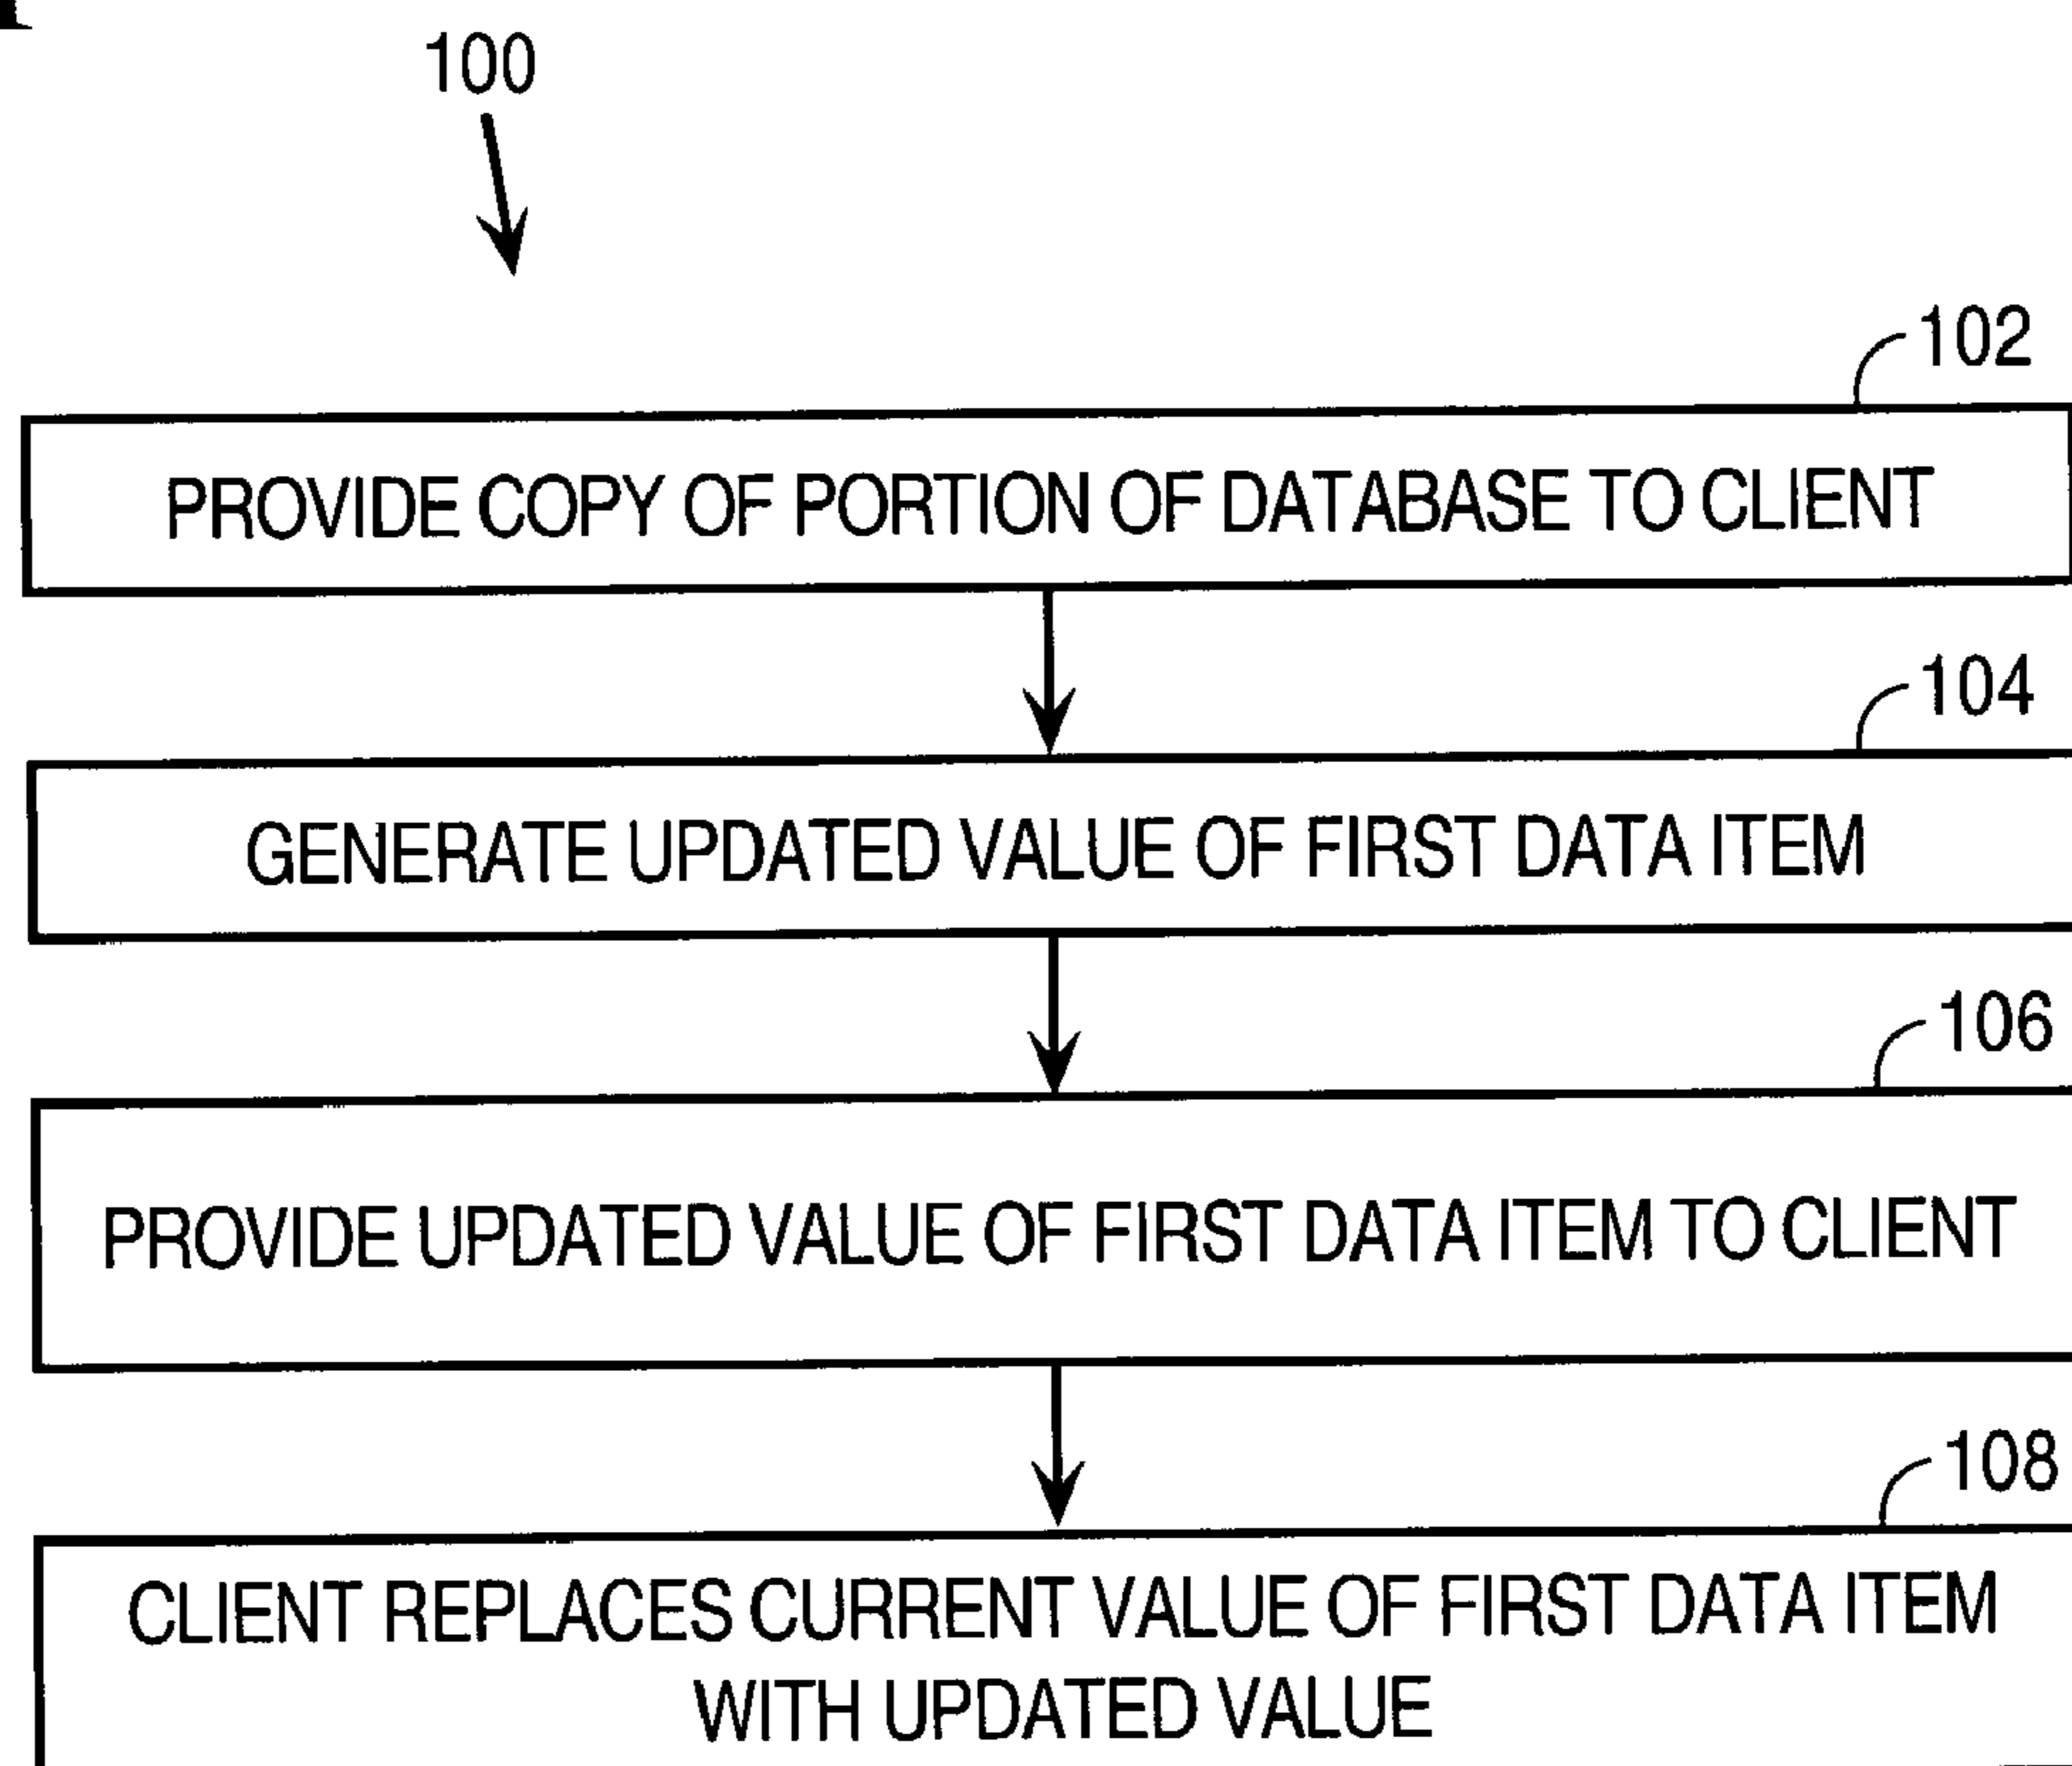 100
102
PROVIDE COPY OF PORTION OF DATABASE TO CLIENT
104
GENERATE UPDATED VALUE OF FIRST DATA ITEM
106
PROVIDE UPDATED VALUE OF FIRST DATA ITEM TO CLIENT
108
CLIENT REPLACES CURRENT VALUE OF FIRST DATA ITEM
WITH UPDATED VALUE